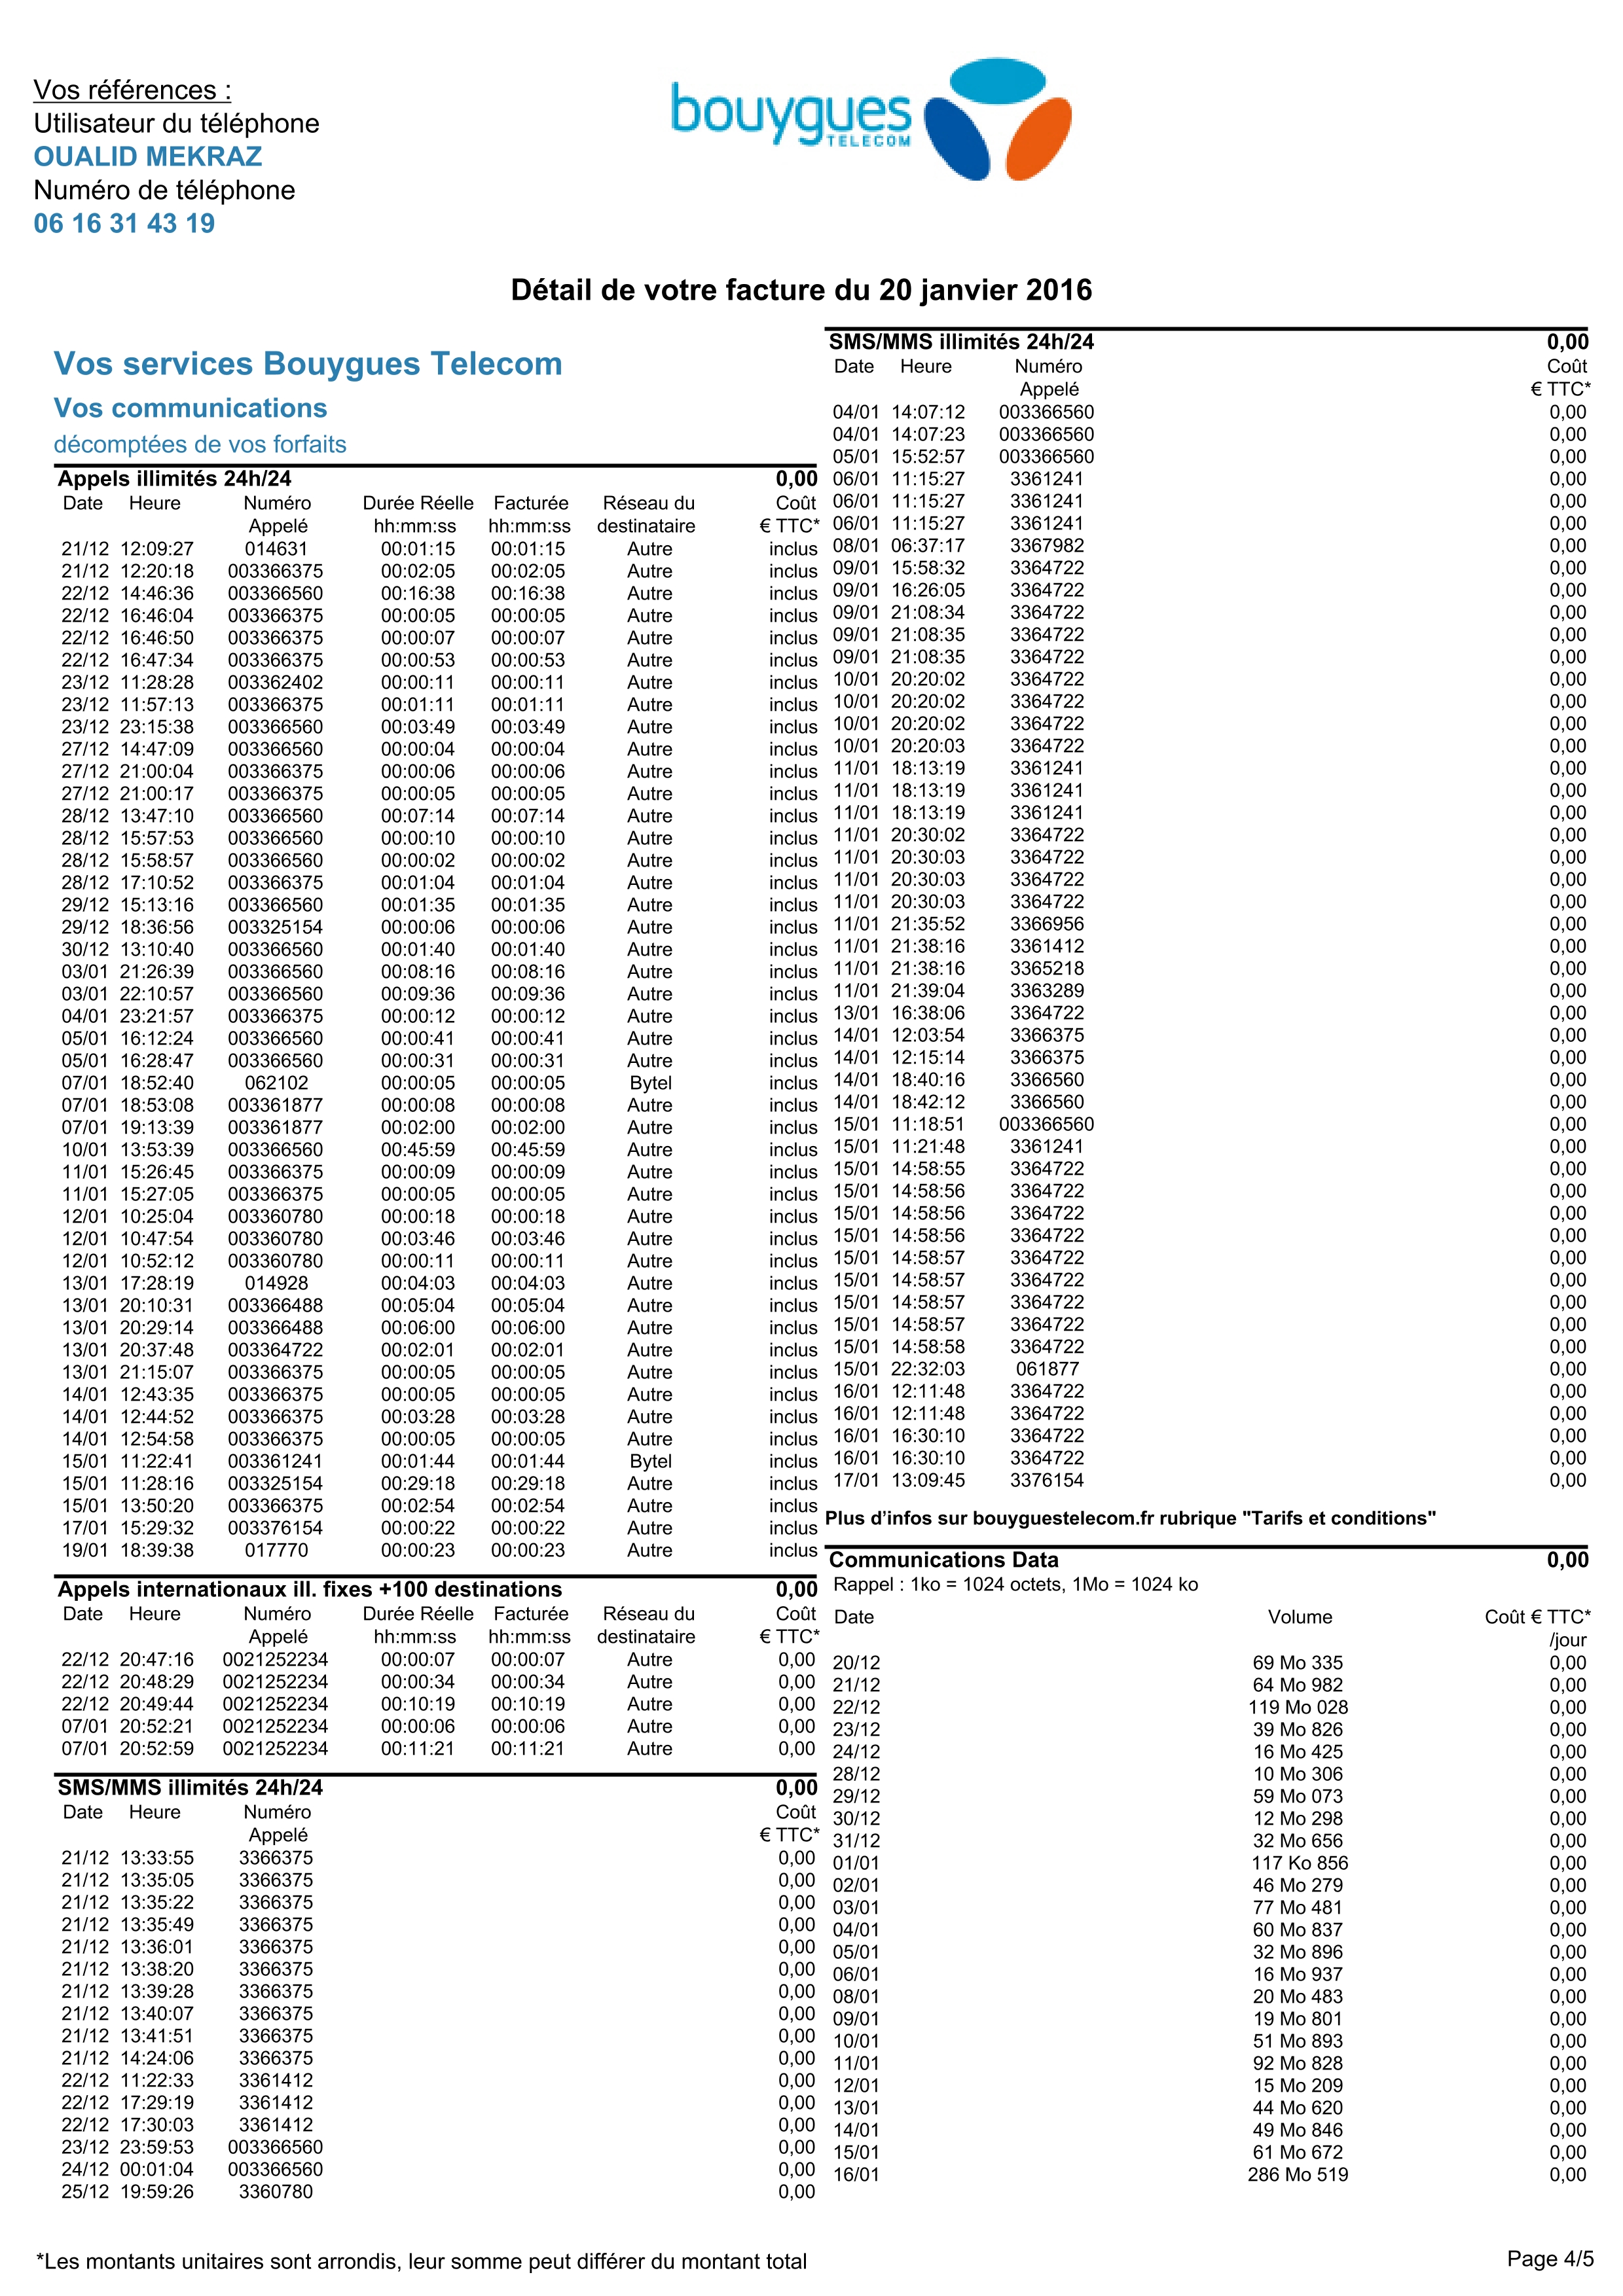 Vos références :
Utilisateur du téléphone
OUALID MEKRAZ
Numéro de téléphone
06 16 31 43 19
bouygues
TELECOM
Détail de votre facture du 20 janvier 2016
Vos services Bouygues Telecom
Vos communications
décomptées de vos forfaits
Appels illimités 24h/24 0,00
Date Heure Numéro Durée Réelle Facturée Réseau du Coût
Appelé hh:mm:ss hh:mm:ss destinataire € TTC*
21/12 12:09:27 014631 00:01:15 00:01:15 Autre inclus
21/12 12:20:18 003366375 00:02:05 00:02:05 Autre inclus
22/12 14:46:36 003366560 00:16:38 00:16:38 Autre inclus
22/12 16:46:04 003366375 00:00:05 00:00:05 Autre inclus
22/12 16:46:50 003366375 00:00:07 00:00:07 Autre inclus
22/12 16:47:34 003366375 00:00:53 00:00:53 Autre inclus
23/12 11:28:28 003362402 00:00:11 00:00:11 Autre inclus
23/12 11:57:13 003366375 00:01:11 00:01:11 Autre inclus
23/12 23:15:38 003366560 00:03:49 00:03:49 Autre inclus
27/12 14:47:09 003366560 00:00:04 00:00:04 Autre inclus
27/12 21:00:04 003366375 00:00:06 00:00:06 Autre inclus
27/12 21:00:17 003366375 00:00:05 00:00:05 Autre inclus
28/12 13:47:10 003366560 00:07:14 00:07:14 Autre inclus
28/12 15:57:53 003366560 00:00:10 00:00:10 Autre inclus
28/12 15:58:57 003366560 00:00:02 00:00:02 Autre inclus
28/12 17:10:52 003366375 00:01:04 00:01:04 Autre inclus
29/12 15:13:16 003366560 00:01:35 00:01:35 Autre inclus
29/12 18:36:56 003325154 00:00:06 00:00:06 Autre inclus
30/12 13:10:40 003366560 00:01:40 00:01:40 Autre inclus
03/01 21:26:39 003366560 00:08:16 00:08:16 Autre inclus
03/01 22:10:57 003366560 00:09:36 00:09:36 Autre inclus
04/01 23:21:57 003366375 00:00:12 00:00:12 Autre inclus
05/01 16:12:24 003366560 00:00:41 00:00:41 Autre inclus
05/01 16:28:47 003366560 00:00:31 00:00:31 Autre inclus
07/01 18:52:40 062102 00:00:05 00:00:05 Bytel inclus
07/01 18:53:08 003361877 00:00:08 00:00:08 Autre inclus
07/01 19:13:39 003361877 00:02:00 00:02:00 Autre inclus
10/01 13:53:39 003366560 00:45:59 00:45:59 Autre inclus
11/01 15:26:45 003366375 00:00:09 00:00:09 Autre inclus
11/01 15:27:05 003366375 00:00:05 00:00:05 Autre inclus
12/01 10:25:04 003360780 00:00:18 00:00:18 Autre inclus
12/01 10:47:54 003360780 00:03:46 00:03:46 Autre inclus
12/01 10:52:12 003360780 00:00:11 00:00:11 Autre inclus
13/01 17:28:19 014928 00:04:03 00:04:03 Autre inclus
13/01 20:10:31 003366488 00:05:04 00:05:04 Autre inclus
13/01 20:29:14 003366488 00:06:00 00:06:00 Autre inclus
13/01 20:37:48 003364722 00:02:01 00:02:01 Autre inclus
13/01 21:15:07 003366375 00:00:05 00:00:05 Autre inclus
14/01 12:43:35 003366375 00:00:05 00:00:05 Autre inclus
14/01 12:44:52 003366375 00:03:28 00:03:28 Autre inclus
14/01 12:54:58 003366375 00:00:05 00:00:05 Autre inclus
15/01 11:22:41 003361241 00:01:44 00:01:44 Bytel inclus
15/01 11:28:16 003325154 00:29:18 00:29:18 Autre inclus
15/01 13:50:20 003366375 00:02:54 00:02:54 Autre inclus
17/01 15:29:32 003376154 00:00:22 00:00:22 Autre inclus
19/01 18:39:38 017770 00:00:23 00:00:23 Autre inclus
Appels internationaux ill. fixes +100 destinations 0,00
Date Heure Numéro Durée Réelle Facturée Réseau du Coût
Appelé hh:mm:ss hh:mm:ss destinataire € TTC*
22/12 20:47:16 0021252234 00:00:07 00:00:07 Autre 0,00
22/12 20:48:29 0021252234 00:00:34 00:00:34 Autre 0,00
22/12 20:49:44 0021252234 00:10:19 00:10:19 Autre 0,00
07/01 20:52:21 0021252234 00:00:06 00:00:06 Autre 0,00
07/01 20:52:59 0021252234 00:11:21 00:11:21 Autre 0,00
SMS/MMS illimités 24h/24 0,00
Date Heure Numéro Coût
Appelé € TTC*
21/12 13:33:55 3366375 0,00
21/12 13:35:05 3366375 0,00
21/12 13:35:22 3366375 0,00
21/12 13:35:49 3366375 0,00
21/12 13:36:01 3366375 0,00
21/12 13:38:20 3366375 0,00
21/12 13:39:28 3366375 0,00
21/12 13:40:07 3366375 0,00
21/12 13:41:51 3366375 0,00
21/12 14:24:06 3366375 0,00
22/12 11:22:33 3361412 0,00
22/12 17:29:19 3361412 0,00
22/12 17:30:03 3361412 0,00
23/12 23:59:53 003366560 0,00
24/12 00:01:04 003366560 0,00
25/12 19:59:26 3360780 0,00
SMS/MMS illimités 24h/24 0,00
Date Heure Numéro Coût
Appelé € TTC*
04/01 14:07:12 003366560 0,00
04/01 14:07:23 003366560 0,00
05/01 15:52:57 003366560 0,00
06/01 11:15:27 3361241 0,00
06/01 11:15:27 3361241 0,00
06/01 11:15:27 3361241 0,00
08/01 06:37:17 3367982 0,00
09/01 15:58:32 3364722 0,00
09/01 16:26:05 3364722 0,00
09/01 21:08:34 3364722 0,00
09/01 21:08:35 3364722 0,00
09/01 21:08:35 3364722 0,00
10/01 20:20:02 3364722 0,00
10/01 20:20:02 3364722 0,00
10/01 20:20:02 3364722 0,00
10/01 20:20:03 3364722 0,00
11/01 18:13:19 3361241 0,00
11/01 18:13:19 3361241 0,00
11/01 18:13:19 3361241 0,00
11/01 20:30:02 3364722 0,00
11/01 20:30:03 3364722 0,00
11/01 20:30:03 3364722 0,00
11/01 20:30:03 3364722 0,00
11/01 21:35:52 3366956 0,00
11/01 21:38:16 3361412 0,00
11/01 21:38:16 3365218 0,00
11/01 21:39:04 3363289 0,00
13/01 16:38:06 3364722 0,00
14/01 12:03:54 3366375 0,00
14/01 12:15:14 3366375 0,00
14/01 18:40:16 3366560 0,00
14/01 18:42:12 3366560 0,00
15/01 11:18:51 003366560 0,00
15/01 11:21:48 3361241 0,00
15/01 14:58:55 3364722 0,00
15/01 14:58:56 3364722 0,00
15/01 14:58:56 3364722 0,00
15/01 14:58:56 3364722 0,00
15/01 14:58:57 3364722 0,00
15/01 14:58:57 3364722 0,00
15/01 14:58:57 3364722 0,00
15/01 14:58:57 3364722 0,00
15/01 14:58:58 3364722 0,00
15/01 22:32:03 061877 0,00
16/01 12:11:48 3364722 0,00
16/01 12:11:48 3364722 0,00
16/01 16:30:10 3364722 0,00
16/01 16:30:10 3364722 0,00
17/01 13:09:45 3376154 0,00
Plus d’infos sur bouyguestelecom.fr rubrique "Tarifs et conditions"
Communications Data 0,00
Rappel : 1ko = 1024 octets, 1Mo = 1024 ko
Date Volume Coût € TTC*
/jour
20/12 69 Mo 335 0,00
21/12 64 Mo 982 0,00
22/12 119 Mo 028 0,00
23/12 39 Mo 826 0,00
24/12 16 Mo 425 0,00
28/12 10 Mo 306 0,00
29/12 59 Mo 073 0,00
30/12 12 Mo 298 0,00
31/12 32 Mo 656 0,00
01/01 117 Ko 856 0,00
02/01 46 Mo 279 0,00
03/01 77 Mo 481 0,00
04/01 60 Mo 837 0,00
05/01 32 Mo 896 0,00
06/01 16 Mo 937 0,00
08/01 20 Mo 483 0,00
09/01 19 Mo 801 0,00
10/01 51 Mo 893 0,00
11/01 92 Mo 828 0,00
12/01 15 Mo 209 0,00
13/01 44 Mo 620 0,00
14/01 49 Mo 846 0,00
15/01 61 Mo 672 0,00
16/01 286 Mo 519 0,00
*Les montants unitaires sont arrondis, leur somme peut différer du montant total
Page 4/5